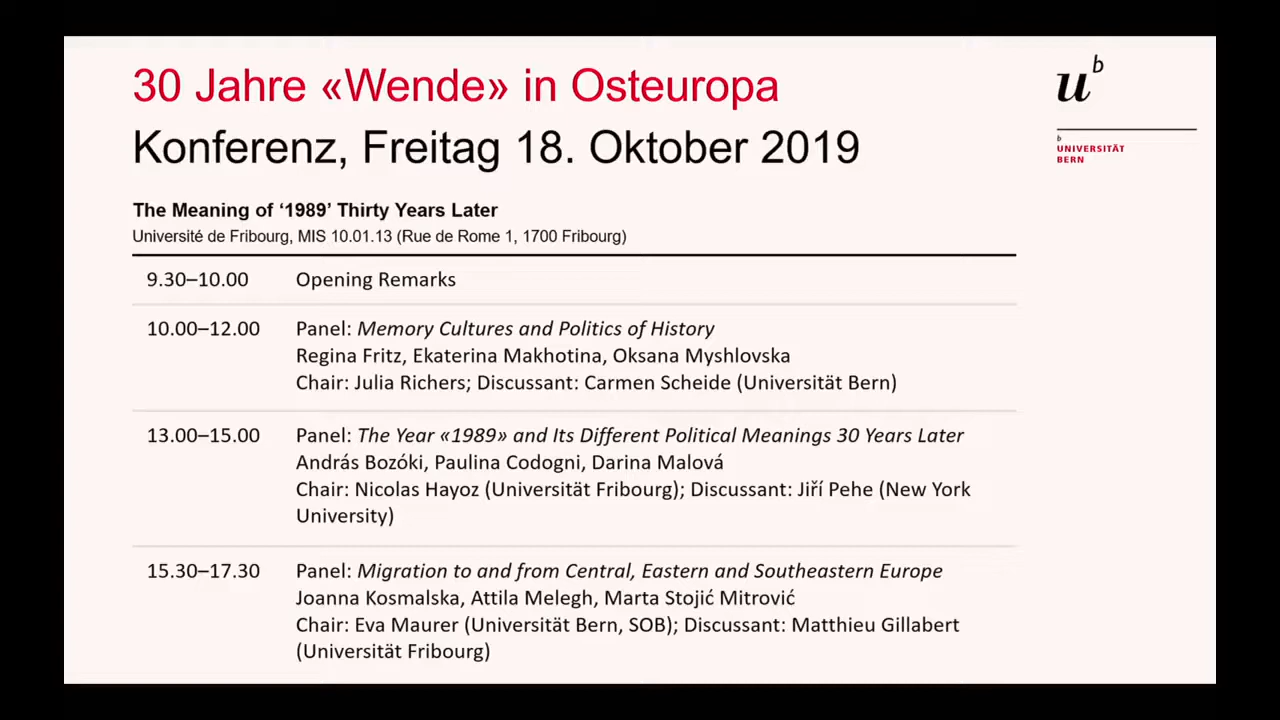 30 Jahre «Wende» in Osteuropa
Konferenz, Freitag 18. Oktober 2019
u b
b
UNIVERSITÄT
BERN
The Meaning of ‘1989’ Thirty Years Later
Université de Fribourg, MIS 10.01.13 (Rue de Rome 1, 1700 Fribourg)
9.30–10.00 Opening Remarks
10.00–12.00 Panel: Memory Cultures and Politics of History
Regina Fritz, Ekaterina Makhotina, Oksana Myshlovska
Chair: Julia Richers; Discussant: Carmen Scheide (Universität Bern)
13.00–15.00 Panel: The Year «1989» and Its Different Political Meanings 30 Years Later
András Bozóki, Paulina Codogni, Darina Malová
Chair: Nicolas Hayoz (Universität Fribourg); Discussant: Jiří Pehe (New York
University)
15.30–17.30 Panel: Migration to and from Central, Eastern and Southeastern Europe
Joanna Kosmalska, Attila Melegh, Marta Stojić Mitrović
Chair: Eva Maurer (Universität Bern, SOB); Discussant: Matthieu Gillabert
(Universität Fribourg)